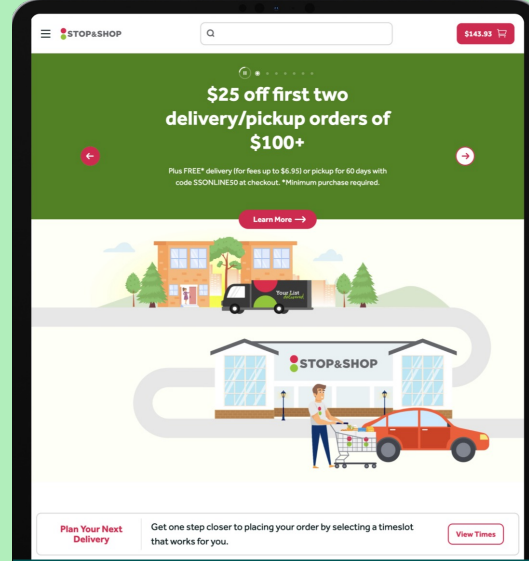 STOP&SHOP
$143.93
$25 off first two
delivery/pickup orders of
$100+
Plus FREE* delivery (for fees up to $6.95) or pickup for 60 days with
code SSONLINE50 at checkout. *Minimum purchase required.
Learn More →
Your List
delivered
STOP&SHOP
Plan Your Next
Delivery
Get one step closer to placing your order by selecting a timeslot
that works for you.
View Times